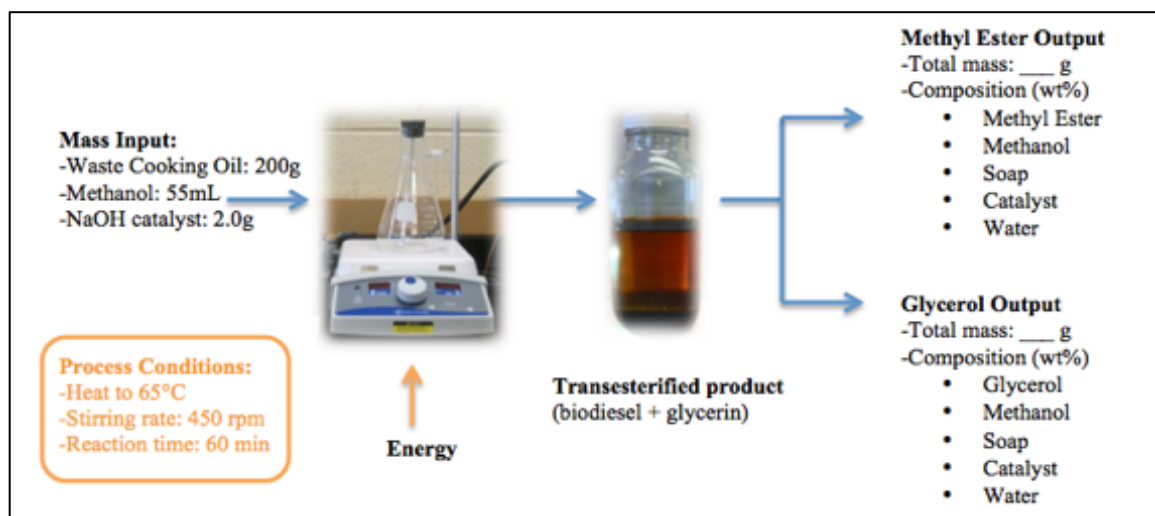 Mass Input:
-Waste Cooking Oil: 200g
-Methanol: 55mL
-NaOH catalyst: 2.0g
Process Conditions:
-Heat to 65°C
-Stirring rate: 450 rpm
-Reaction time: 60 min
Energy
Transesterified product
(biodiesel + glycerin)
Methyl Ester Output
-Total mass: ___ g
-Composition (wt%)
• Methyl Ester
• Methanol
• Soap
• Catalyst
• Water
Glycerol Output
-Total mass: ___ g
-Composition (wt%)
• Glycerol
• Methanol
• Soap
• Catalyst
• Water